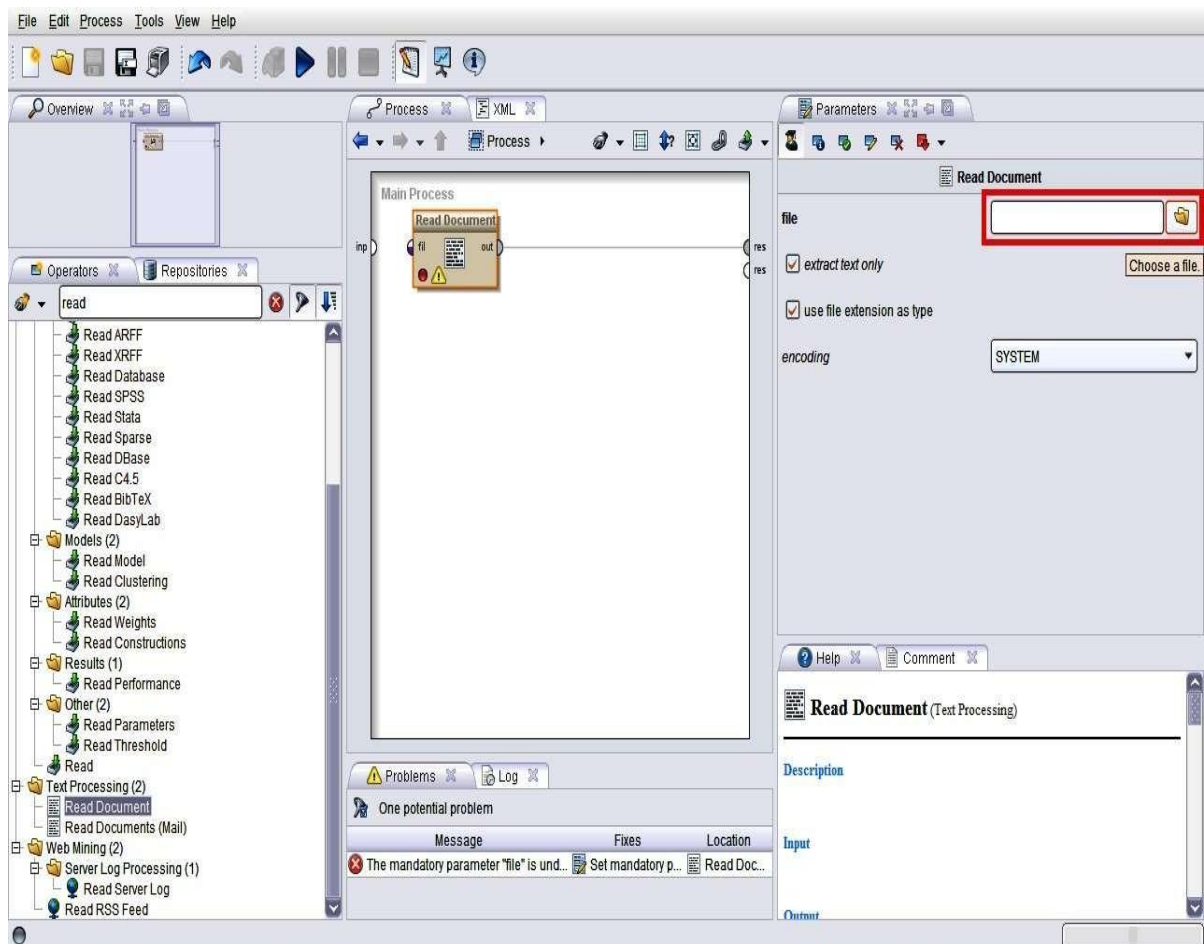 File Edit Process Tools View Help
Overview
Operators Repositories
read
Read ARFF
Read XRFF
Read Database
Read SPSS
Read Stata
Read Sparse
Read DBase
Read C4.5
Read BibTeX
Read DasyLab
Models (2)
Read Model
Read Clustering
Attributes (2)
Read Weights
Read Constructions
Results (1)
Read Performance
Other (2)
Read Parameters
Read Threshold
Read
Text Processing (2)
Read Document
Read Documents (Mail)
Web Mining (2)
Server Log Processing (1)
Read Server Log
Read RSS Feed
Process XML
Process
Main Process
Read Document
inp fil out res
res
Problems Log
One potential problem
Message Fixes Location
The mandatory parameter "file" is und... Set mandatory p... Read Doc...
Parameters
Read Document
file
extract text only
Choose a file.
use file extension as type
encoding SYSTEM
Help Comment
Read Document (Text Processing)
Description
Input
Output